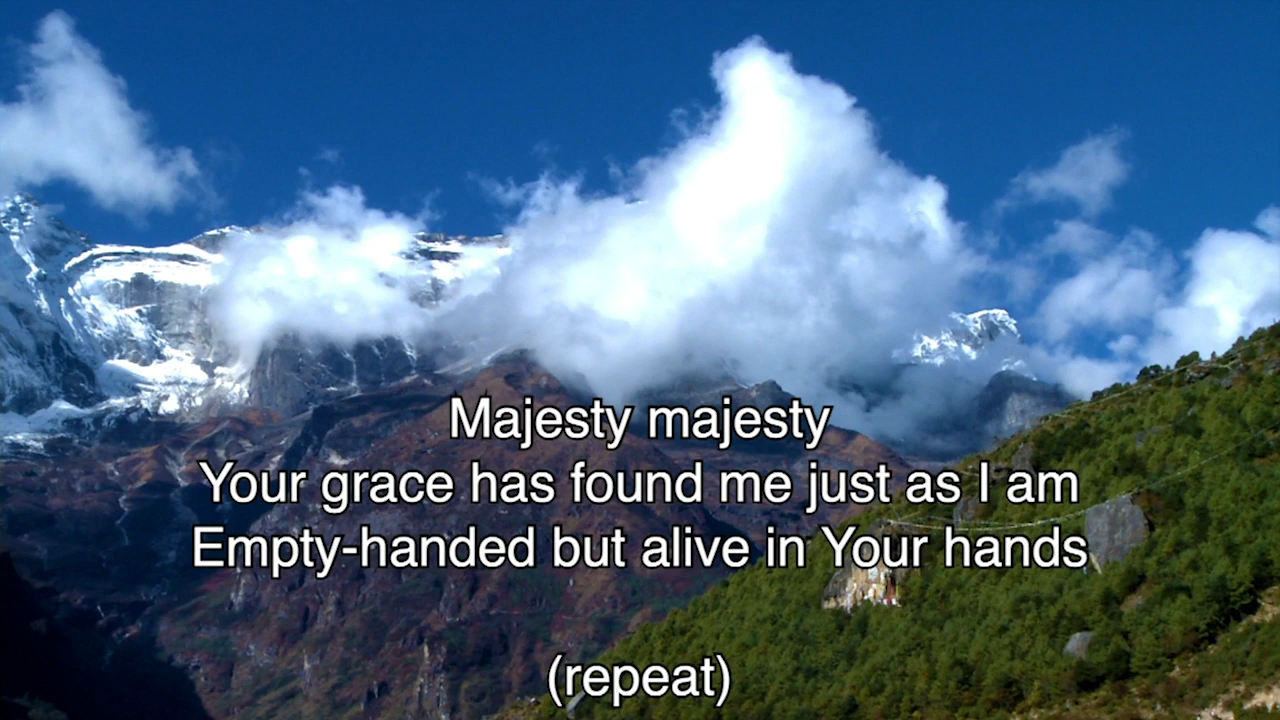 Majesty majesty
Your grace has found me just as I am
Empty-handed but alive in Your hands
(repeat)